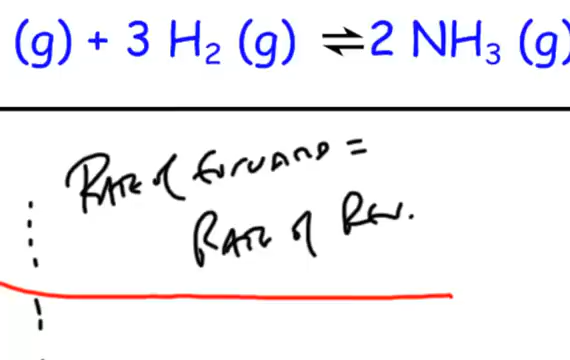 (g) + 3 H₂ (g) ⇌ 2 NH₃ (g)
RATE of forward =
RATE of REV.